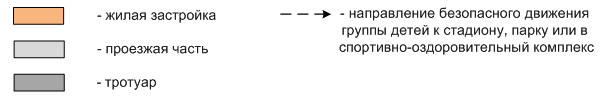 - жилая застройка
- проезжая часть
- тротуар
- направление безопасного движения
группы детей к стадиону, парку или в
спортивно-оздоровительный комплекс